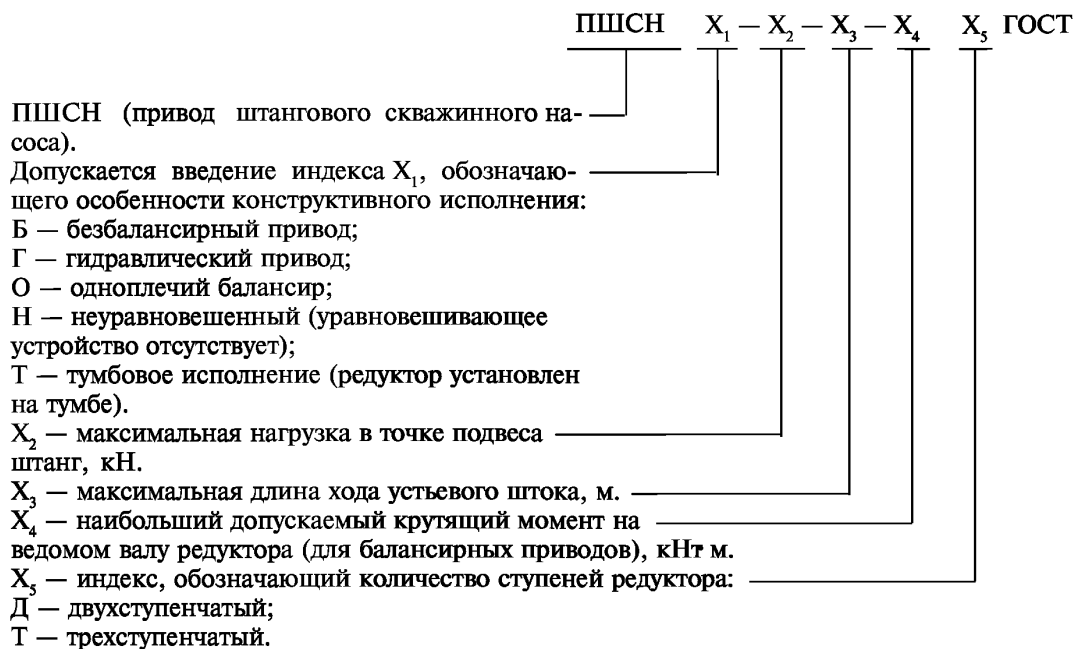 ПШСН X₁ — X₂ — X₃ — X₄ X₅ ГОСТ
ПШСН (привод штангового скважинного на-
соса).
Допускается введение индекса X₁, обозначаю-
щего особенности конструктивного исполнения:
Б — безбалансирный привод;
Г — гидравлический привод;
О — одноплечий балансир;
Н — неуравновешенный (уравновешивающее
устройство отсутствует);
Т — тумбовое исполнение (редуктор установлен
на тумбе).
X₂ — максимальная нагрузка в точке подвеса
штанг, кН.
X₃ — максимальная длина хода устьевого штока, м.
X₄ — наибольший допускаемый крутящий момент на
ведомом валу редуктора (для балансирных приводов), кНт м.
X₅ — индекс, обозначающий количество ступеней редуктора:
Д — двухступенчатый;
Т — трехступенчатый.